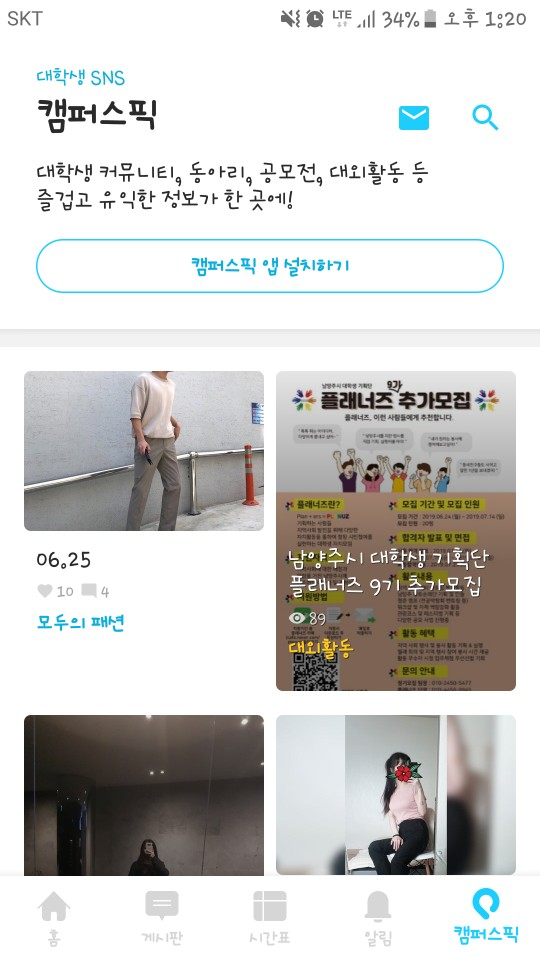 SKT
LTE 34% 오후 1:20
대학생 SNS
캠퍼스픽
대학생 커뮤니티, 동아리, 공모전, 대외활동 등
즐겁고 유익한 정보가 한 곳에!
캠퍼스픽 앱 설치하기
06.25
10 4
모두의 패션
남양주시 대학생 기획단 9기
플래너즈 추가모집
플래너즈, 이런 사람들에게 추천합니다.
플래너즈란?
모집 기간 및 모집 인원
합격자 발표 및 면접
남양주시 대학생 기획단
플래너즈 9기 추가모집
89
대외활동
활동 혜택
문의 안내
홈
게시판
시간표
알림
캠퍼스픽